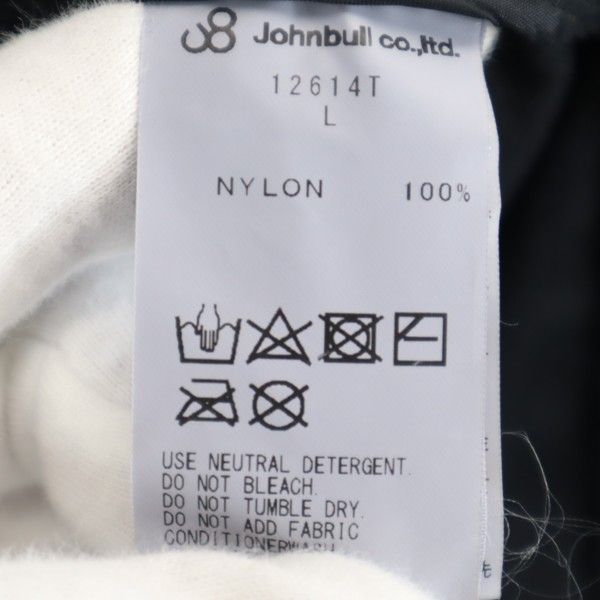 Johnbull co.,ltd.
12614T
L
NYLON 100%
USE NEUTRAL DETERGENT.
DO NOT BLEACH.
DO NOT TUMBLE DRY.
DO NOT ADD FABRIC
CONDITIONERWASH